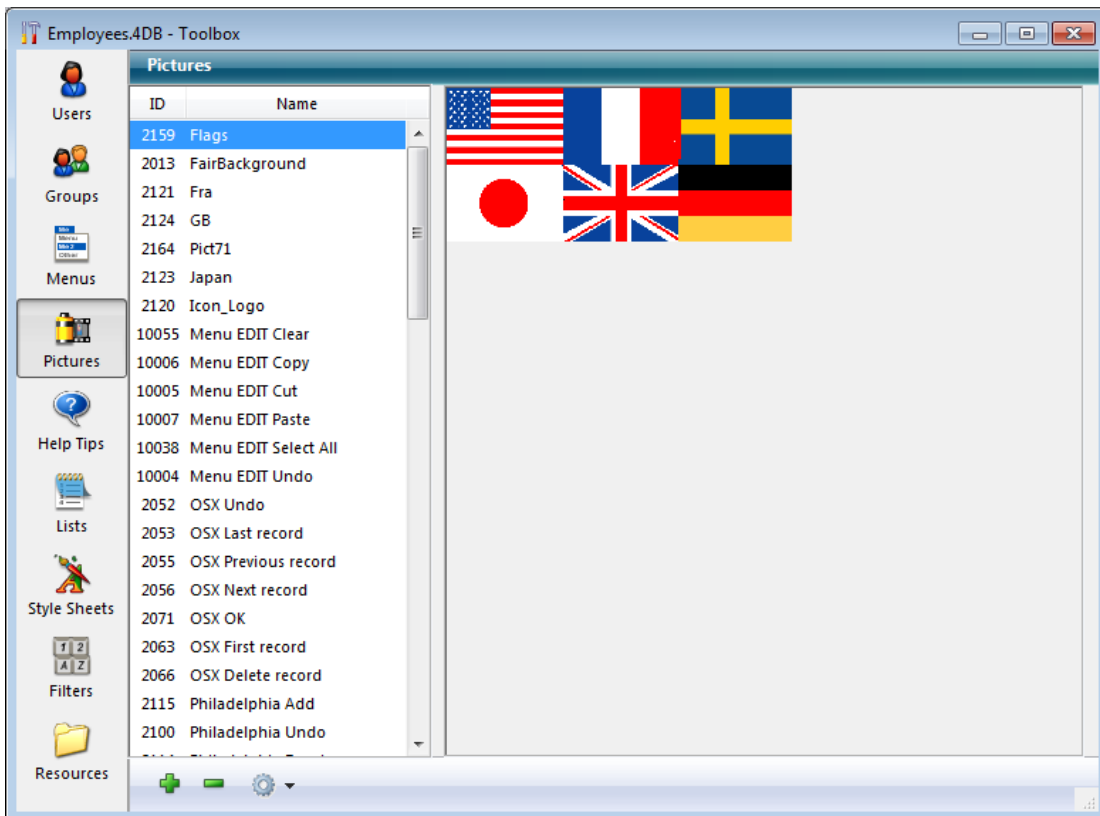 Employees.4DB - Toolbox
Pictures
Users
Groups
Menus
Pictures
Help Tips
Lists
Style Sheets
Filters
Resources
ID Name
2159 Flags
2013 FairBackground
2121 Fra
2124 GB
2164 Pict71
2123 Japan
2120 Icon_Logo
10055 Menu EDIT Clear
10006 Menu EDIT Copy
10005 Menu EDIT Cut
10007 Menu EDIT Paste
10038 Menu EDIT Select All
10004 Menu EDIT Undo
2052 OSX Undo
2053 OSX Last record
2055 OSX Previous record
2056 OSX Next record
2071 OSX OK
2063 OSX First record
2066 OSX Delete record
2115 Philadelphia Add
2100 Philadelphia Undo